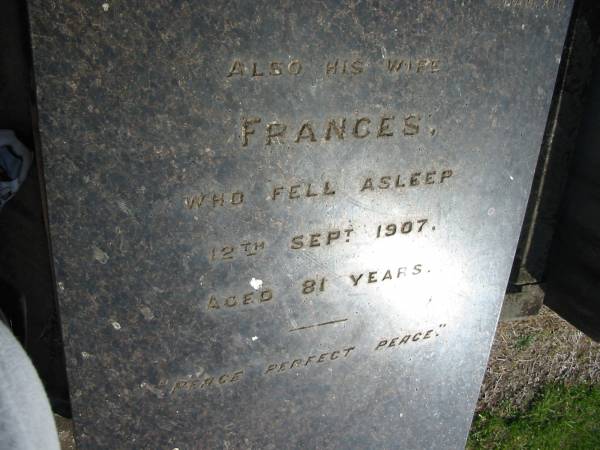 ALSO HIS WIFE
FRANCES,
WHO FELL ASLEEP
12TH SEPT 1907.
AGED 81 YEARS.
"PEACE PERFECT PEACE."